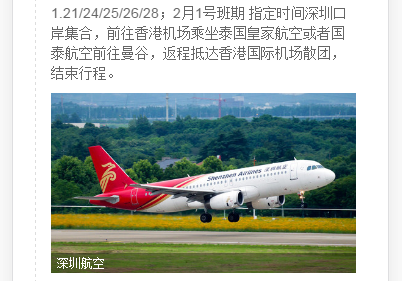 1.21/24/25/26/28；2月1号班期 指定时间深圳口
岸集合，前往香港机场乘坐泰国皇家航空或者国
泰航空前往曼谷，返程抵达香港国际机场散团，
结束行程。
Shenzhen Airlines 深圳航空
深圳航空